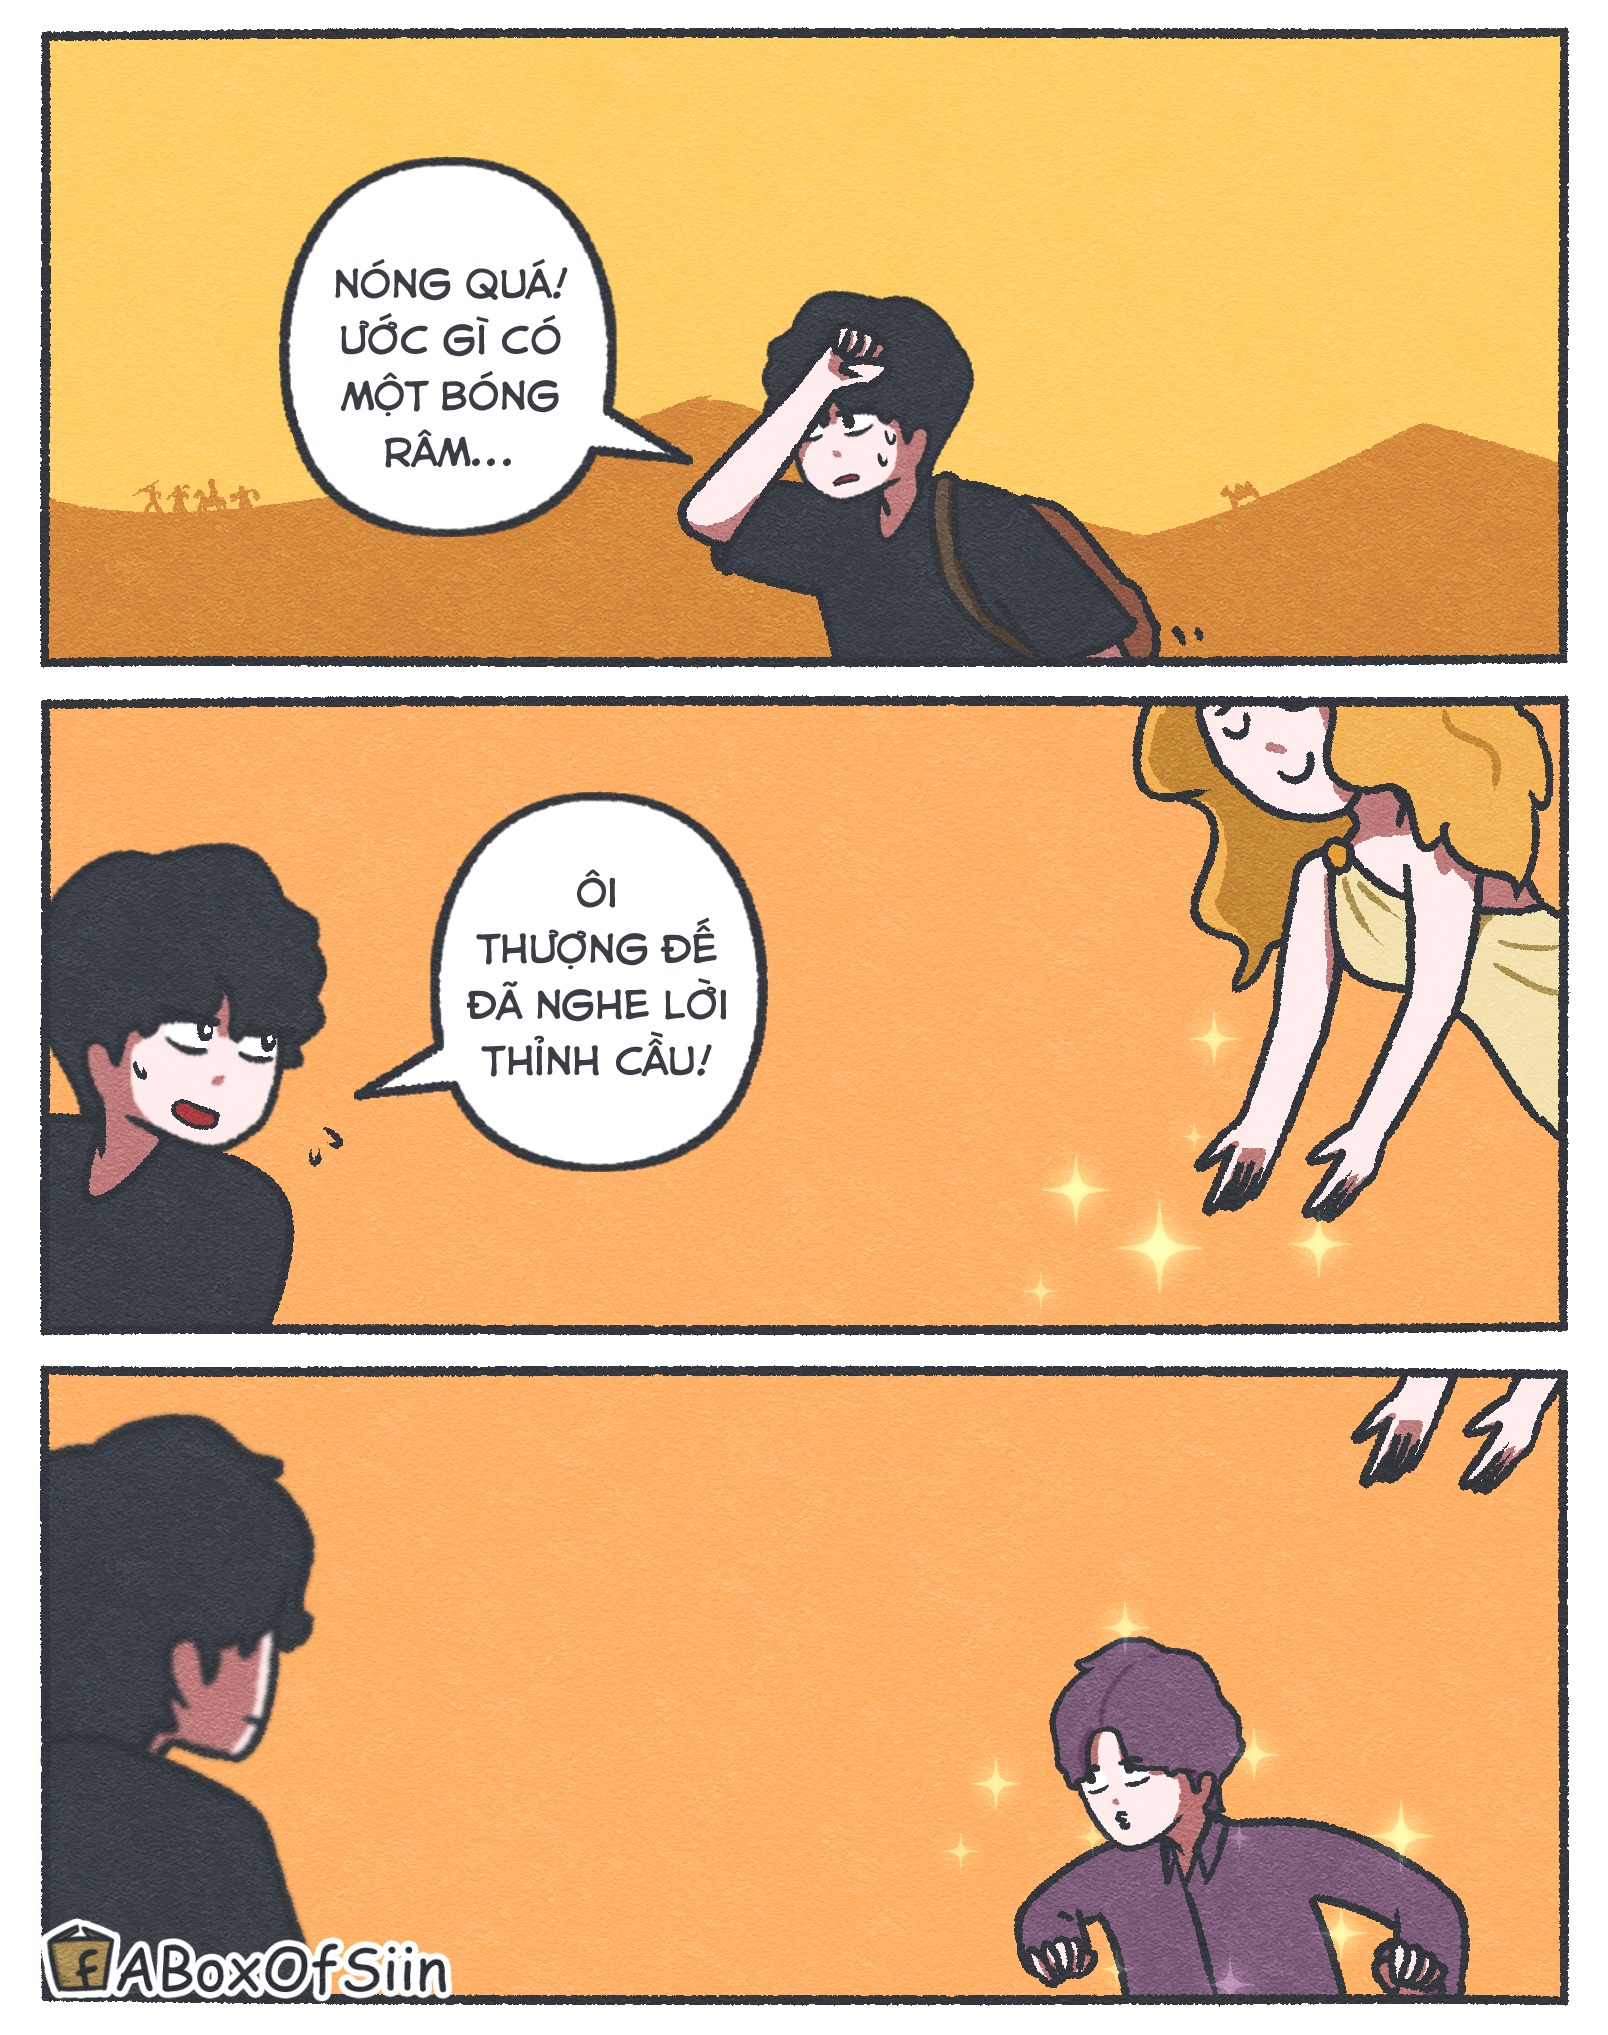 NÓNG QUÁ!
ƯỚC GÌ CÓ
MỘT BÓNG
RÂM...
ÔI
THƯỢNG ĐẾ
ĐÃ NGHE LỜI
THỈNH CẦU!
f ABoxOfSiin